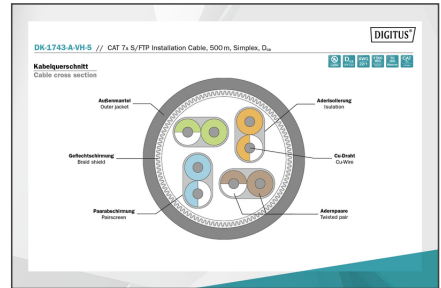 DIGITUS®
DK-1743-A-VH-5 // CAT 7A S/FTP Installation Cable, 500 m, Simplex, Dca
Kabelquerschnitt
Cable cross section
Außenmantel
Outer jacket
Aderisolierung
Isulation
Geflechtschirmung
Braid shield
Cu-Draht
Cu-Wire
Paarabschirmung
Pairscreen
Adernpaare
Twisted pair